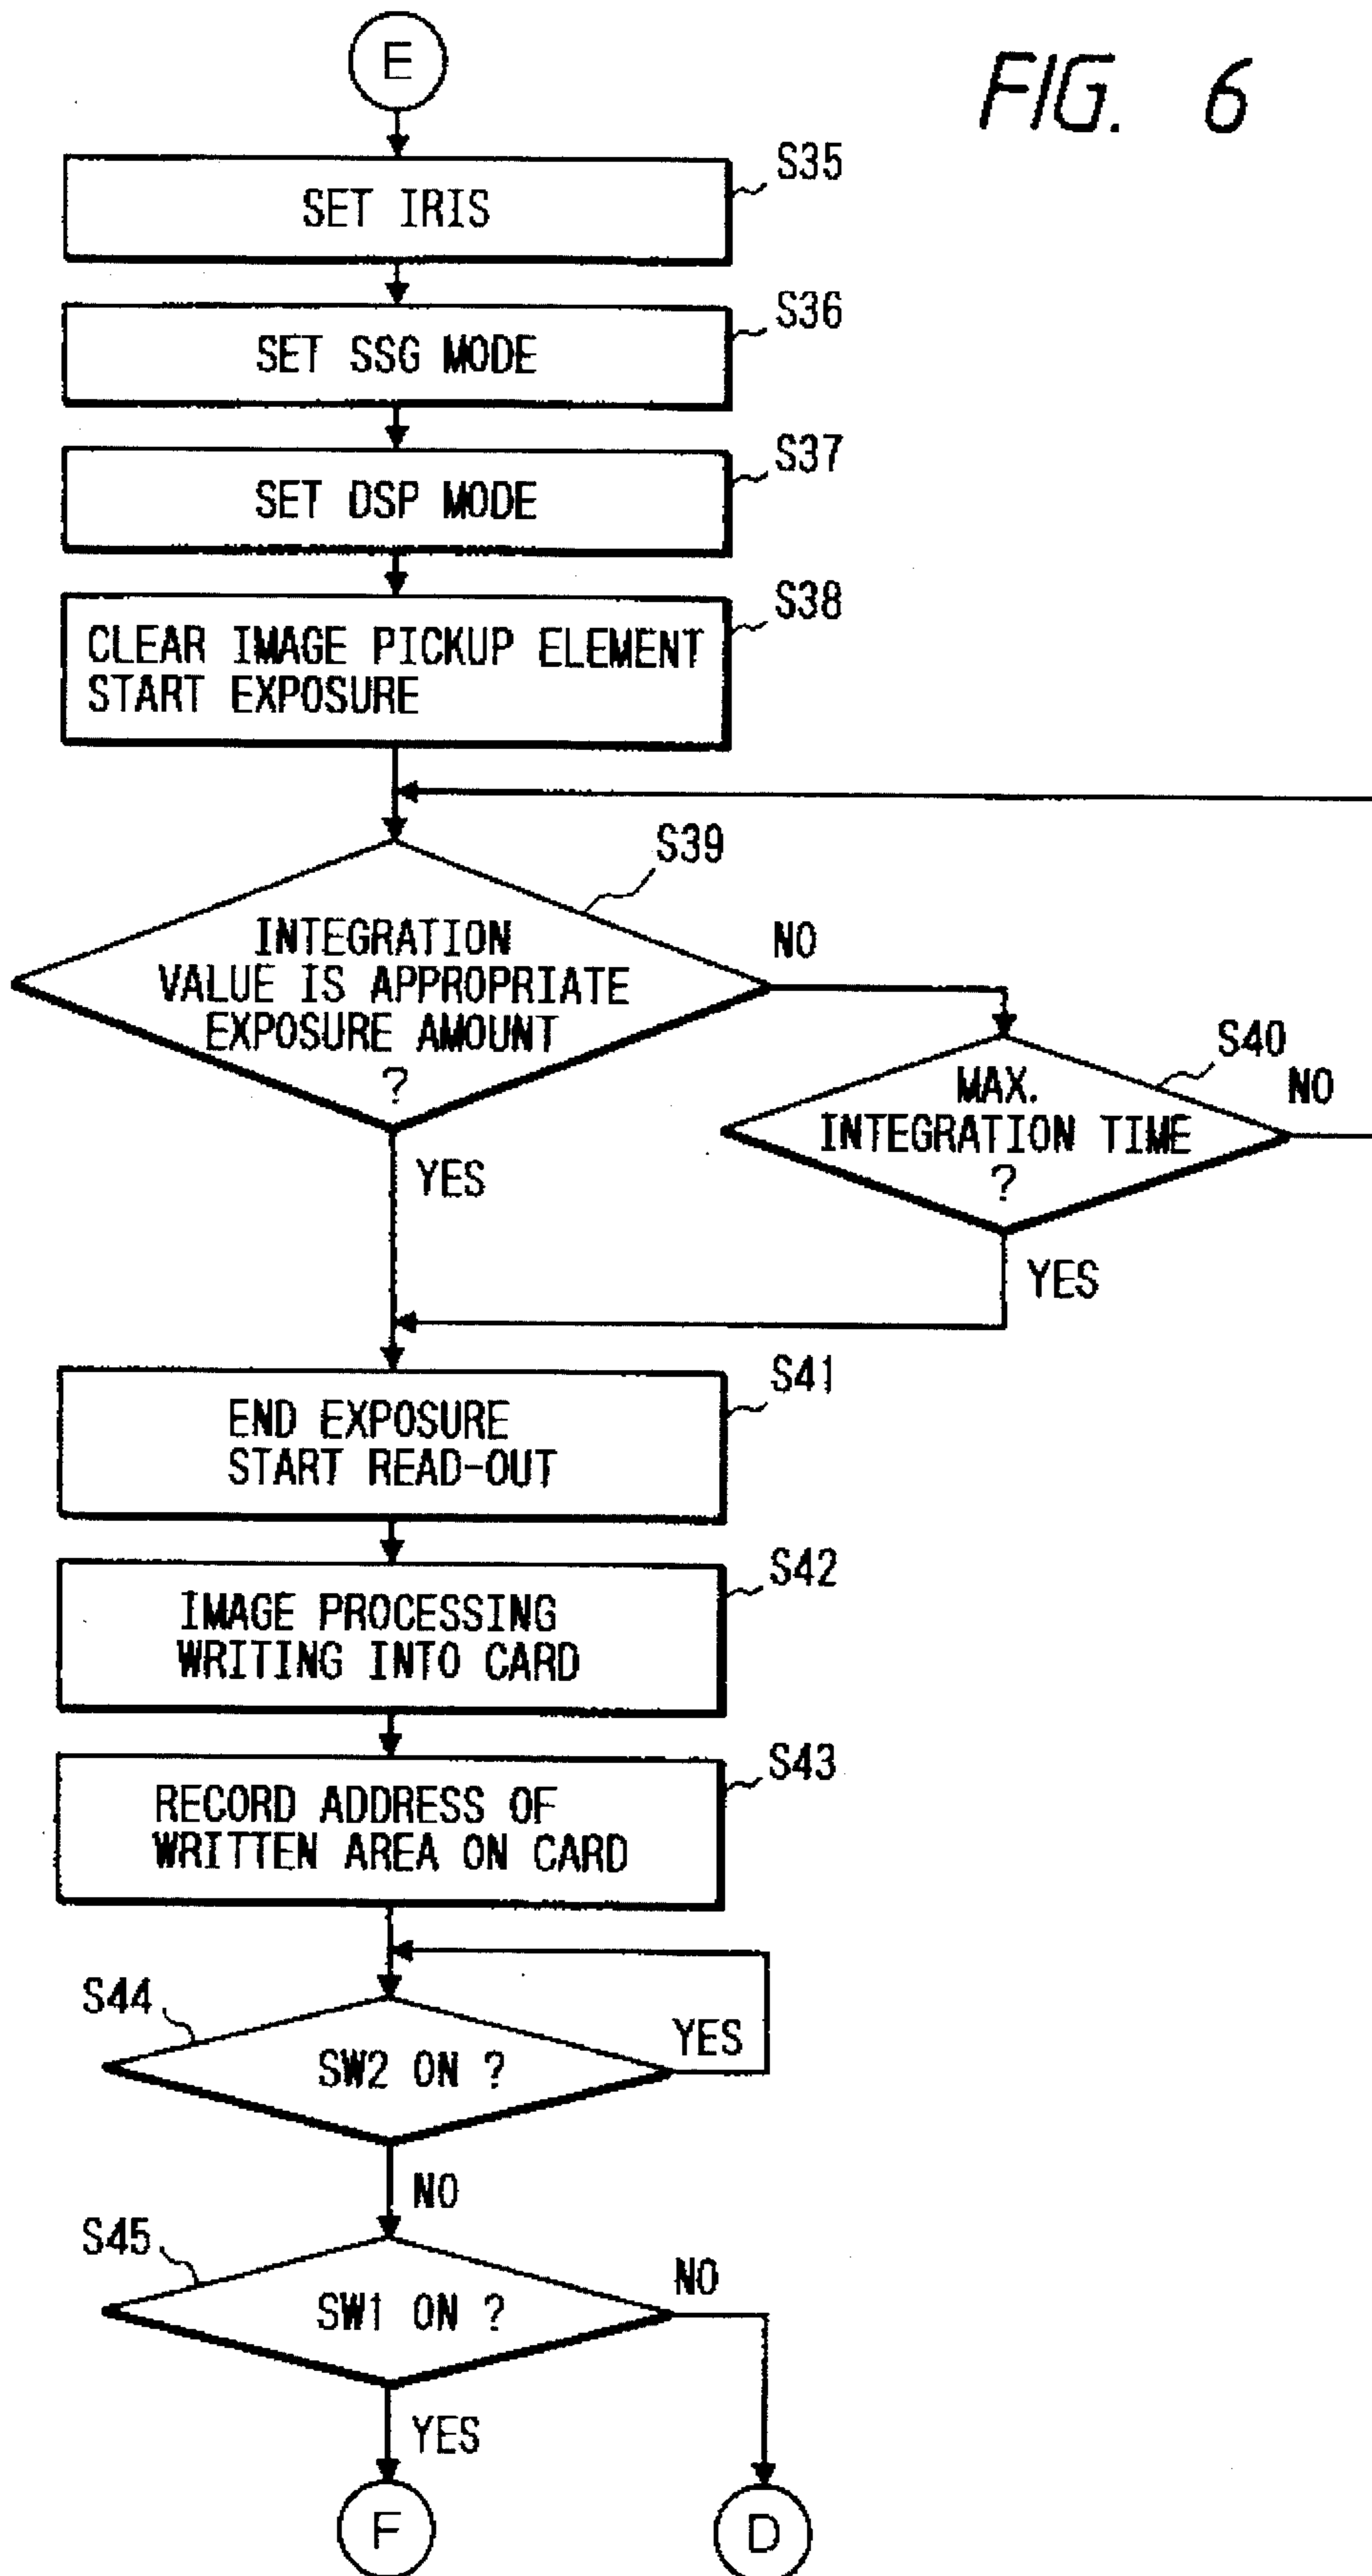 E
FIG. 6
S35
SET IRIS
S36
SET SSG MODE
S37
SET DSP MODE
S38
CLEAR IMAGE PICKUP ELEMENT
START EXPOSURE
S39
INTEGRATION
VALUE IS APPROPRIATE
EXPOSURE AMOUNT
?
NO
S40
MAX.
INTEGRATION TIME
?
NO
YES
YES
S41
END EXPOSURE
START READ-OUT
S42
IMAGE PROCESSING
WRITING INTO CARD
S43
RECORD ADDRESS OF
WRITTEN AREA ON CARD
S44
SW2 ON ?
YES
NO
S45
SW1 ON ?
NO
YES
F
D